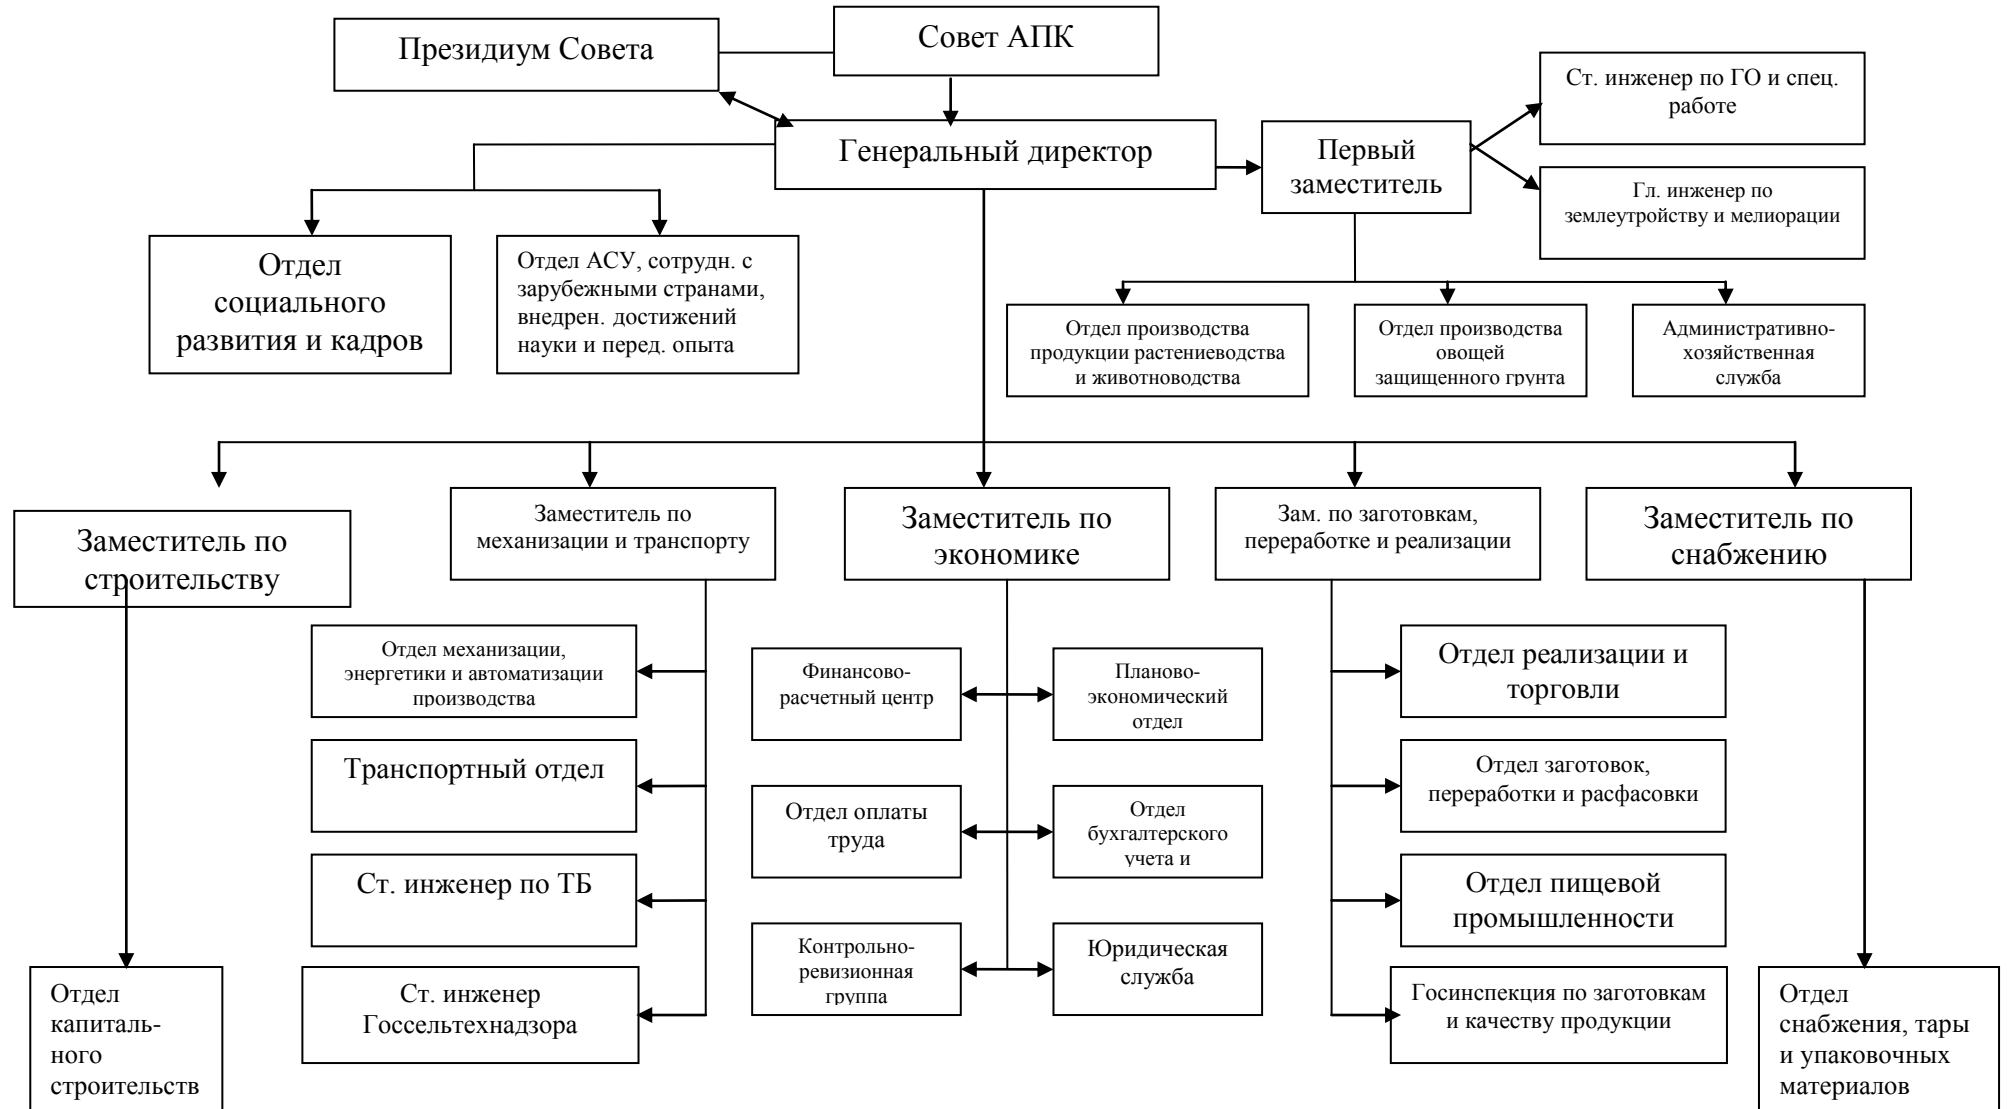 Президиум Совета
Совет АПК
Ст. инженер по ГО и спец.
работе
Генеральный директор
Первый
заместитель
Гл. инженер по
землеутройству и мелиорации
Отдел
социального
развития и кадров
Отдел АСУ, сотрудн. с
зарубежными странами,
внедрен. достижений
науки и перед. опыта
Отдел производства
продукции растениеводства
и животноводства
Отдел производства
овощей
защищенного грунта
Административно-
хозяйственная
служба
Заместитель по
строительству
Заместитель по
механизации и транспорту
Заместитель по
экономике
Зам. по заготовкам,
переработке и реализации
Заместитель по
снабжению
Отдел механизации,
энергетики и автоматизации
производства
Финансово-
расчетный центр
Планово-
экономический
отдел
Отдел реализации и
торговли
Транспортный отдел
Отдел оплаты
труда
Отдел
бухгалтерского
учета и
Отдел заготовок,
переработки и расфасовки
Ст. инженер по ТБ
Отдел пищевой
промышленности
Контрольно-
ревизионная
группа
Юридическая
служба
Отдел
капиталь-
ного
строительств
Ст. инженер
Госсельтехнадзора
Госинспекция по заготовкам
и качеству продукции
Отдел
снабжения, тары
и упаковочных
материалов